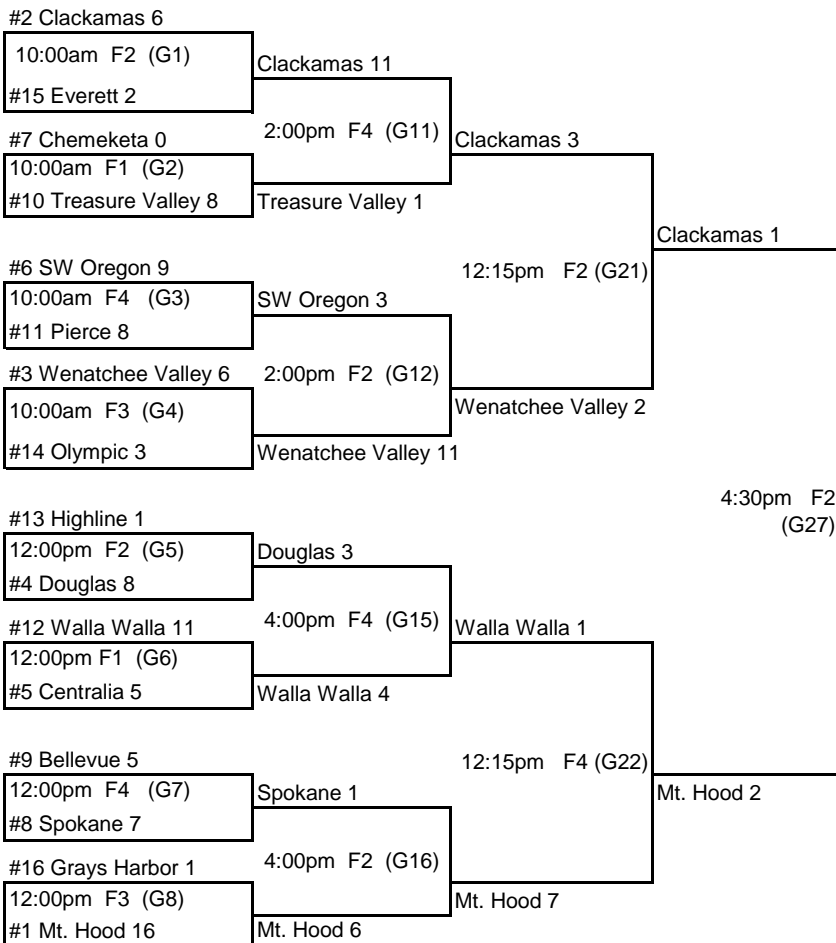 #2 Clackamas 6
10:00am F2 (G1)
Clackamas 11
#15 Everett 2
#7 Chemeketa 0
2:00pm F4 (G11)
Clackamas 3
10:00am F1 (G2)
#10 Treasure Valley 8
Treasure Valley 1
Clackamas 1
#6 SW Oregon 9
12:15pm F2 (G21)
10:00am F4 (G3)
SW Oregon 3
#11 Pierce 8
#3 Wenatchee Valley 6
2:00pm F2 (G12)
10:00am F3 (G4)
Wenatchee Valley 2
#14 Olympic 3
Wenatchee Valley 11
4:30pm F2
(G27)
#13 Highline 1
12:00pm F2 (G5)
Douglas 3
#4 Douglas 8
#12 Walla Walla 11
4:00pm F4 (G15)
Walla Walla 1
12:00pm F1 (G6)
#5 Centralia 5
Walla Walla 4
#9 Bellevue 5
12:15pm F4 (G22)
12:00pm F4 (G7)
Spokane 1
Mt. Hood 2
#8 Spokane 7
#16 Grays Harbor 1
4:00pm F2 (G16)
12:00pm F3 (G8)
Mt. Hood 7
#1 Mt. Hood 16
Mt. Hood 6